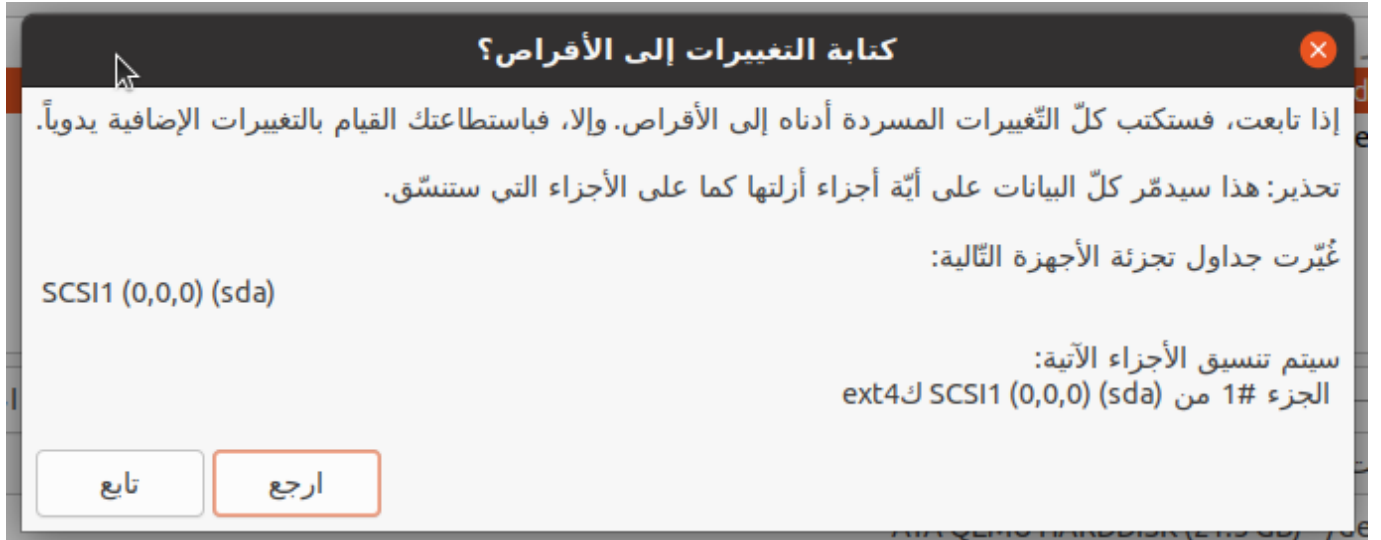 كتابة التغييرات إلى الأقراص؟
إذا تابعت، فستكتب كلّ التّغييرات المسردة أدناه إلى الأقراص. وإلا، فباستطاعتك القيام بالتغييرات الإضافية يدوياً.
تحذير: هذا سيدمّر كلّ البيانات على أيّة أجزاء أزلتها كما على الأجزاء التي ستنسّق.
غُيّرت جداول تجزئة الأجهزة التّالية:
SCSI1 (0,0,0) (sda)
سيتم تنسيق الأجزاء الآتية:
الجزء #1 من SCSI1 (0,0,0) (sda) كext4
ارجع
تابع